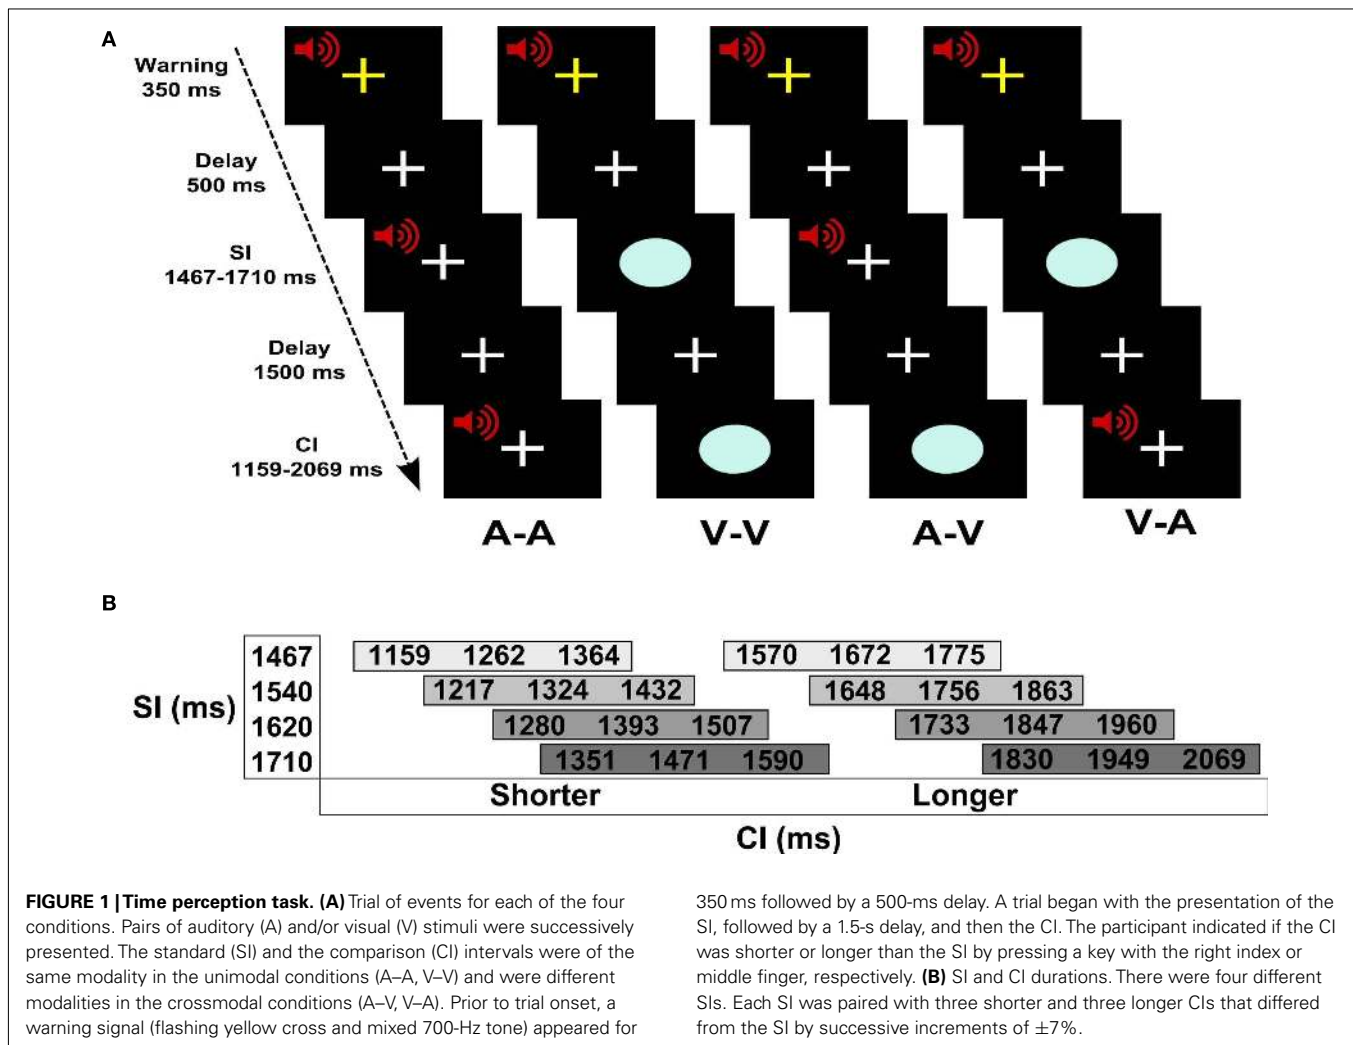 A
Warning
350 ms
Delay
500 ms
SI
1467-1710 ms
Delay
1500 ms
CI
1159-2069 ms
A-A V-V A-V V-A
B
SI (ms)
1467 1159 1262 1364 1570 1672 1775
1540 1217 1324 1432 1648 1756 1863
1620 1280 1393 1507 1733 1847 1960
1710 1351 1471 1590 1830 1949 2069
Shorter Longer
CI (ms)
FIGURE 1 | Time perception task. (A) Trial of events for each of the four
conditions. Pairs of auditory (A) and/or visual (V) stimuli were successively
presented. The standard (SI) and the comparison (CI) intervals were of the
same modality in the unimodal conditions (A–A, V–V) and were different
modalities in the crossmodal conditions (A–V, V–A). Prior to trial onset, a
warning signal (flashing yellow cross and mixed 700-Hz tone) appeared for
350 ms followed by a 500-ms delay. A trial began with the presentation of the
SI, followed by a 1.5-s delay, and then the CI. The participant indicated if the CI
was shorter or longer than the SI by pressing a key with the right index or
middle finger, respectively. (B) SI and CI durations. There were four different
SIs. Each SI was paired with three shorter and three longer CIs that differed
from the SI by successive increments of ±7%.